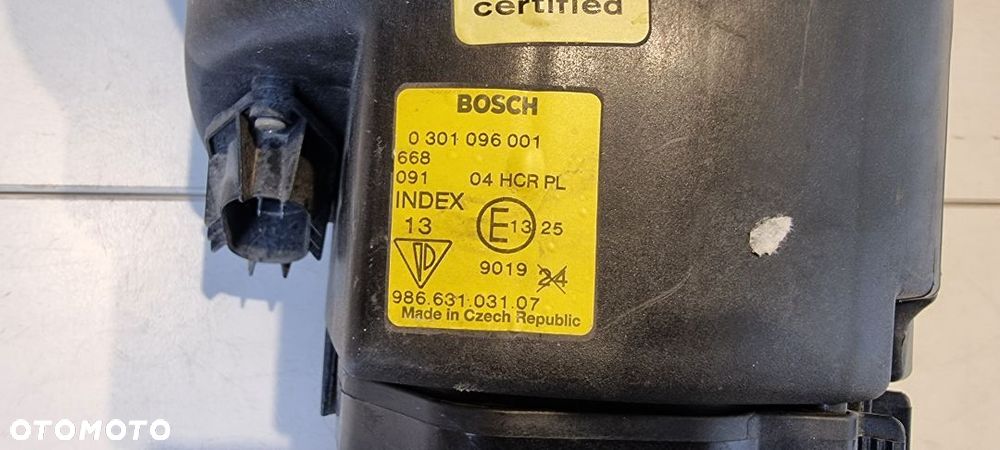 certified
BOSCH
0 301 096 001
668
091 04 HCR PL
INDEX
13 E 13 25
9019 24
986.631.031.07
Made in Czech Republic
OTOMOTO